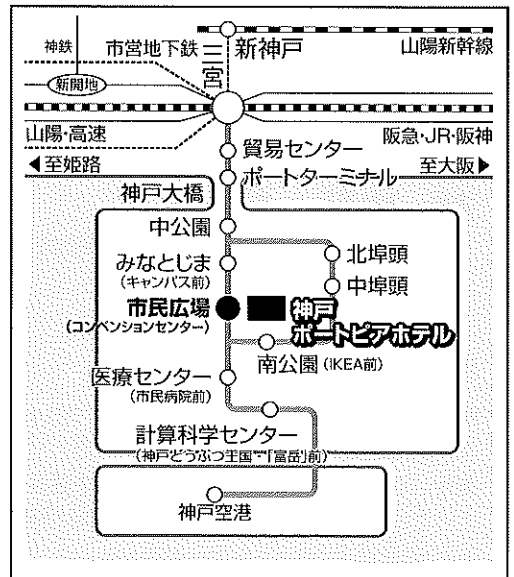 神鉄
市営地下鉄
三宮
新神戸
山陽新幹線
新開地
山陽・高速
阪急・JR・阪神
◀至姫路
至大阪▶
貿易センター
ポートターミナル
神戸大橋
中公園
北埠頭
みなとじま
(キャンパス前)
中埠頭
市民広場
(コンベンションセンター)
神戸
ポートピアホテル
南公園(IKEA前)
医療センター
(市民病院前)
計算科学センター
(神戸どうぶつ王国・「富岳」前)
神戸空港